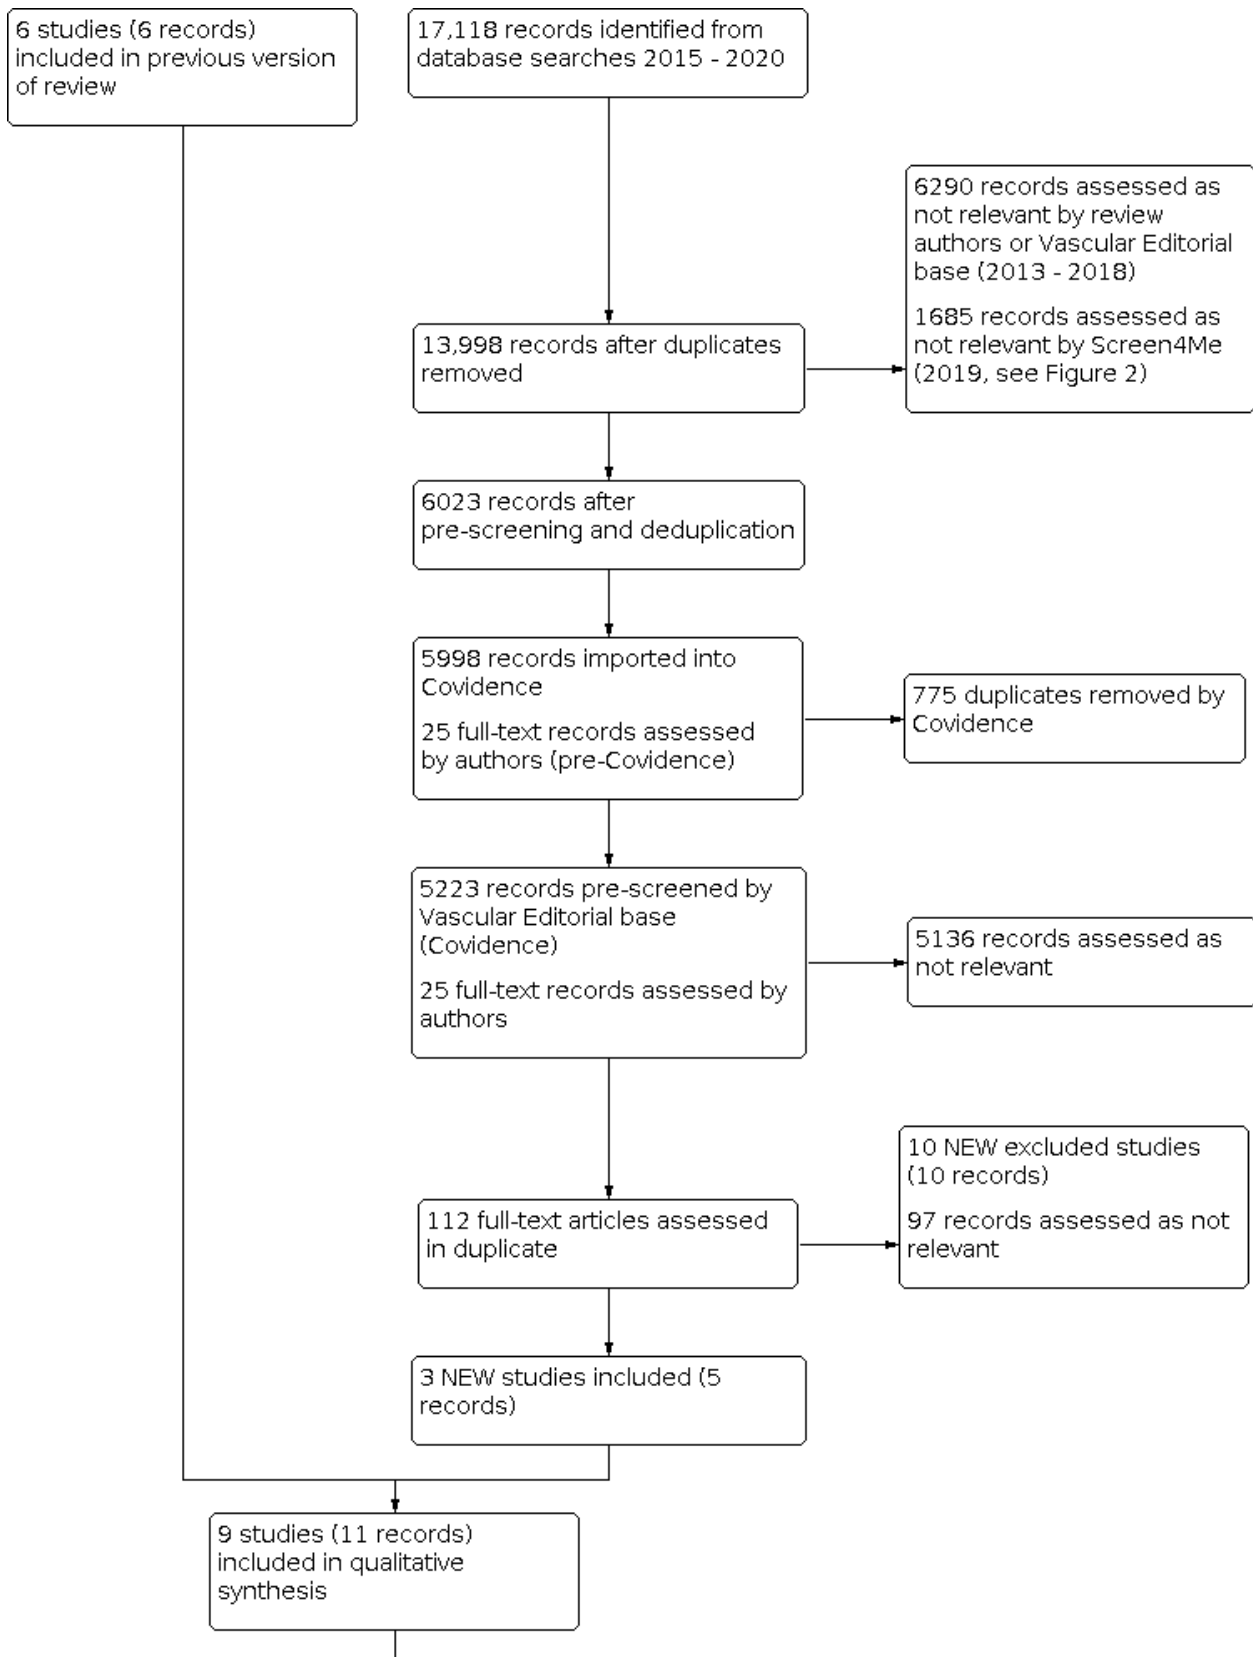 6 studies (6 records)
included in previous version
of review
17,118 records identified from
database searches 2015 - 2020
6290 records assessed as
not relevant by review
authors or Vascular Editorial
base (2013 - 2018)
1685 records assessed as
not relevant by Screen4Me
(2019, see Figure 2)
13,998 records after duplicates
removed
6023 records after
pre-screening and deduplication
5998 records imported into
Covidence
25 full-text records assessed
by authors (pre-Covidence)
775 duplicates removed by
Covidence
5223 records pre-screened by
Vascular Editorial base
(Covidence)
25 full-text records assessed by
authors
5136 records assessed as
not relevant
10 NEW excluded studies
(10 records)
97 records assessed as not
relevant
112 full-text articles assessed
in duplicate
3 NEW studies included (5
records)
9 studies (11 records)
included in qualitative
synthesis